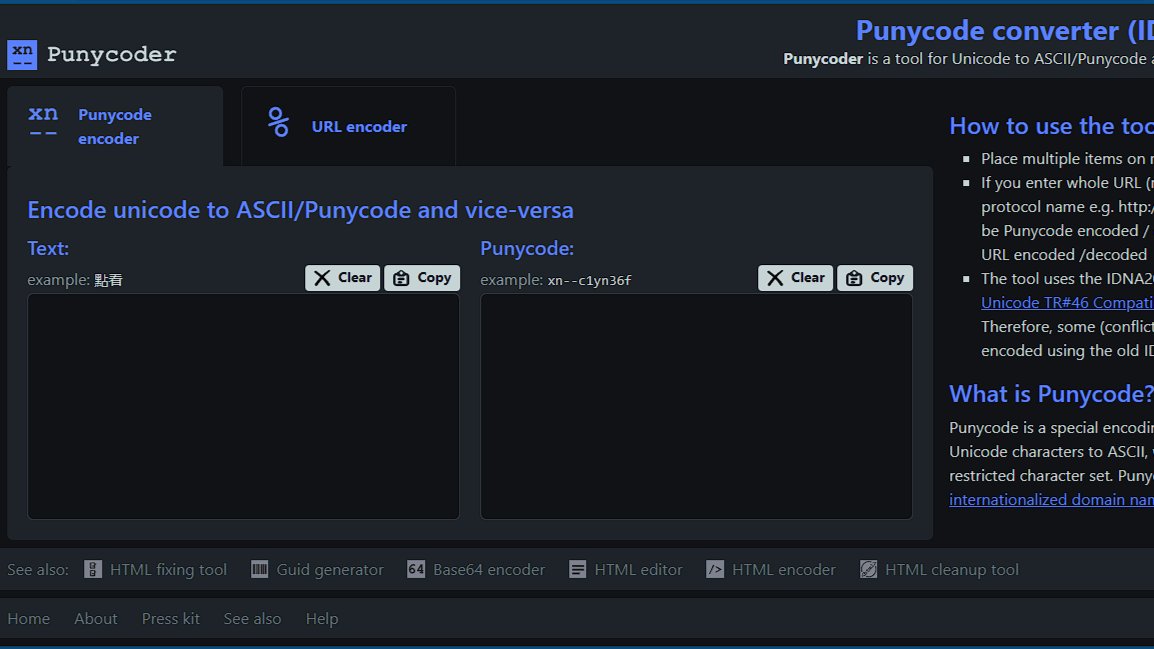 xn
Punycoder
Punycode converter (ID
Punycoder is a tool for Unicode to ASCII/Punycode a
xn
--
Punycode
encoder
% URL encoder
Encode unicode to ASCII/Punycode and vice-versa
Text:
example: 點看
Clear
Copy
Punycode:
example: xn--c1yn36f
Clear
Copy
How to use the too
Place multiple items on
If you enter whole URL (
protocol name e.g. http:/
be Punycode encoded /
URL encoded /decoded
The tool uses the IDNA20
Unicode TR#46 Compati
Therefore, some (conflict
encoded using the old ID
What is Punycode?
Punycode is a special encodin
Unicode characters to ASCII,
restricted character set. Puny
internationalized domain nam
See also: HTML fixing tool Guid generator 64 Base64 encoder HTML editor </> HTML encoder HTML cleanup tool
Home About Press kit See also Help